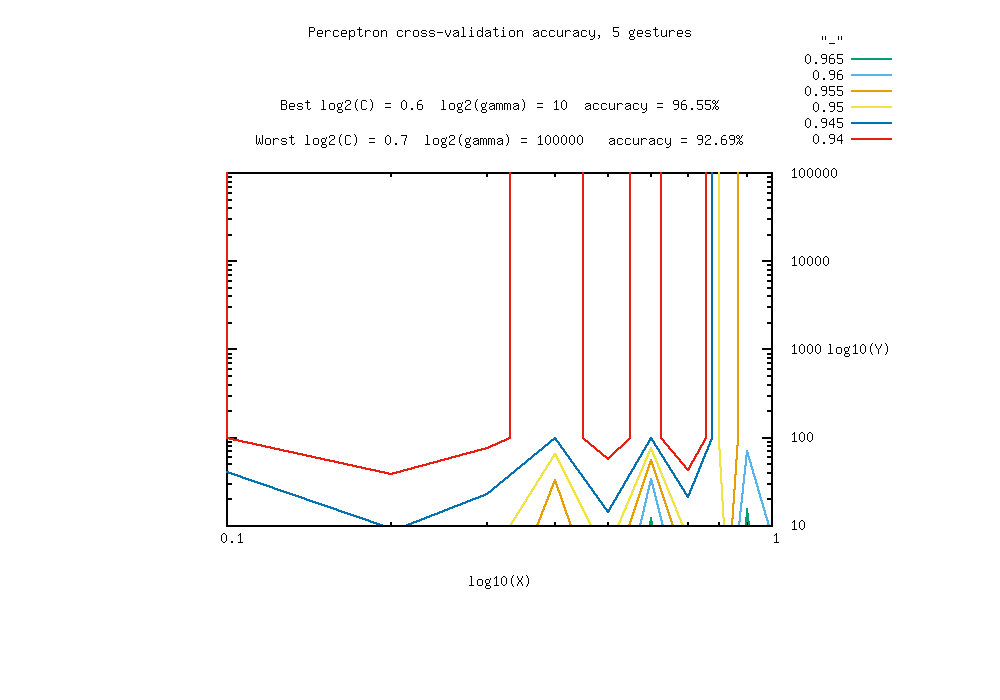 Perceptron cross-validation accuracy, 5 gestures
"_"
0.965
0.96
0.955
0.95
0.945
0.94
Best log2(C) = 0.6  log2(gamma) = 10  accuracy = 96.55%
Worst log2(C) = 0.7  log2(gamma) = 100000   accuracy = 92.69%
100000
10000
1000 log10(Y)
100
10
0.1
1
log10(X)